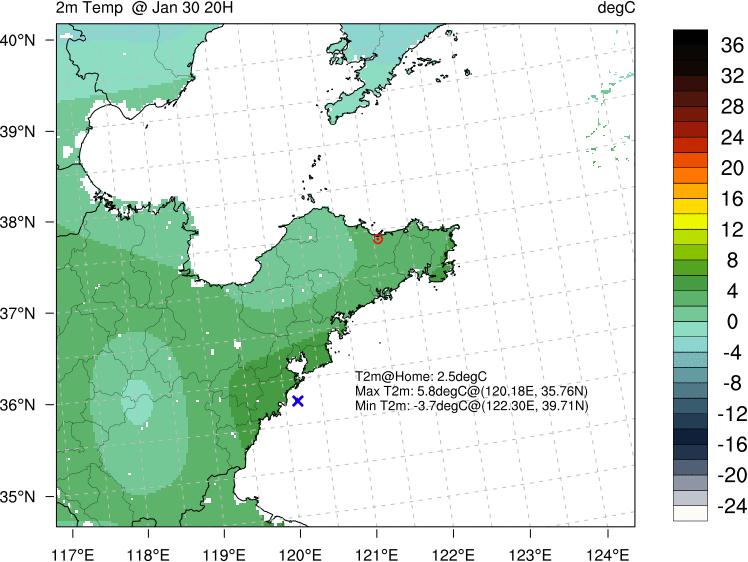 2m Temp @ Jan 30 20H
degC
40°N
39°N
38°N
37°N
36°N
35°N
T2m@Home: 2.5degC
Max T2m: 5.8degC@(120.18E, 35.76N)
Min T2m: -3.7degC@(122.30E, 39.71N)
117°E
118°E
119°E
120°E
121°E
122°E
123°E
124°E
36
32
28
24
20
16
12
8
4
0
-4
-8
-12
-16
-20
-24